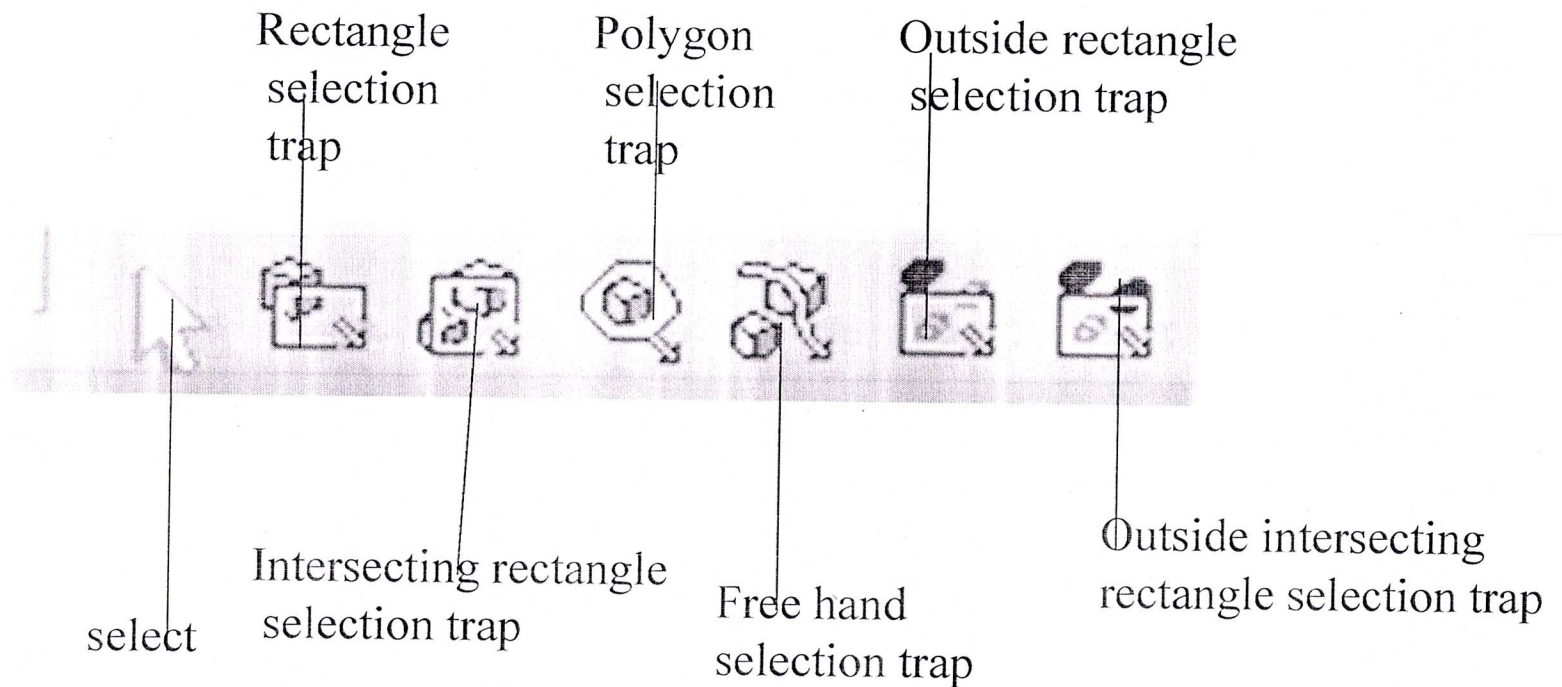 Rectangle
selection
trap
Polygon
selection
trap
Outside rectangle
selection trap
select
Intersecting rectangle
selection trap
Free hand
selection trap
Outside intersecting
rectangle selection trap